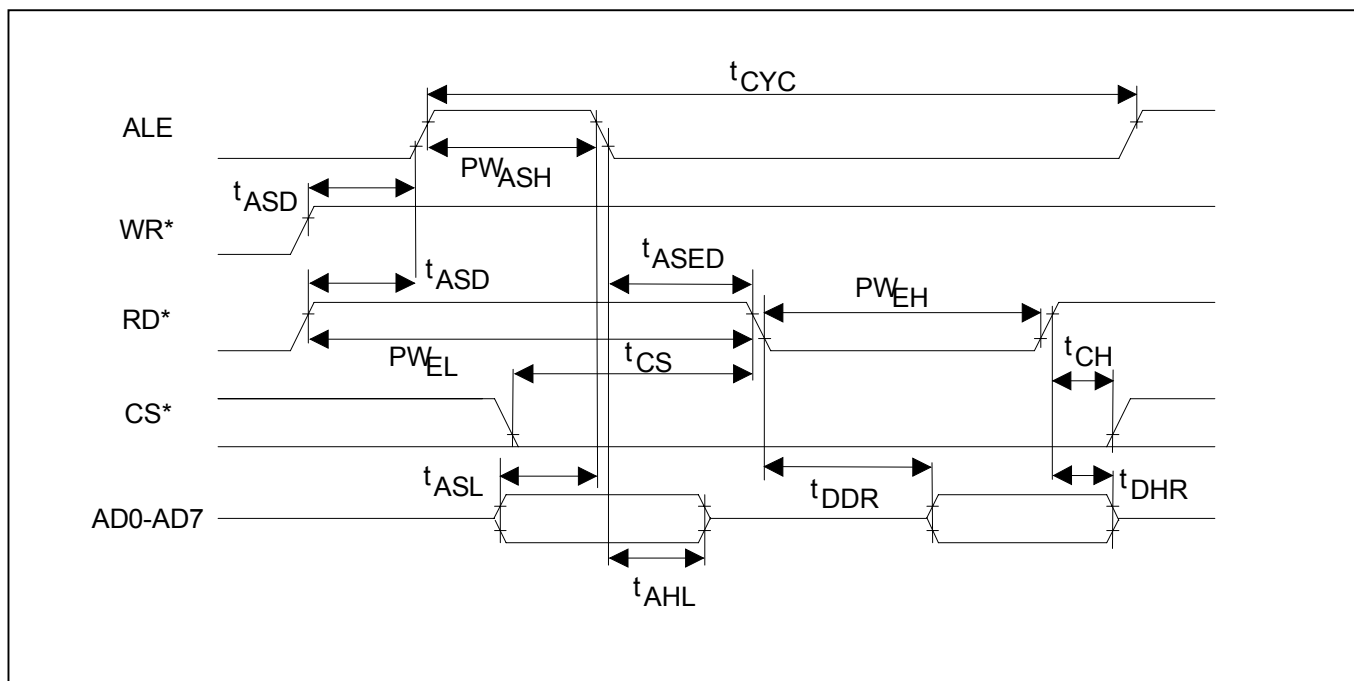 tCYC
ALE
PWASH
tASD
WR*
tASED
tASD
PWEH
RD*
PWEL
tCS
tCH
CS*
tASL
tDDR
tDHR
AD0-AD7
tAHL